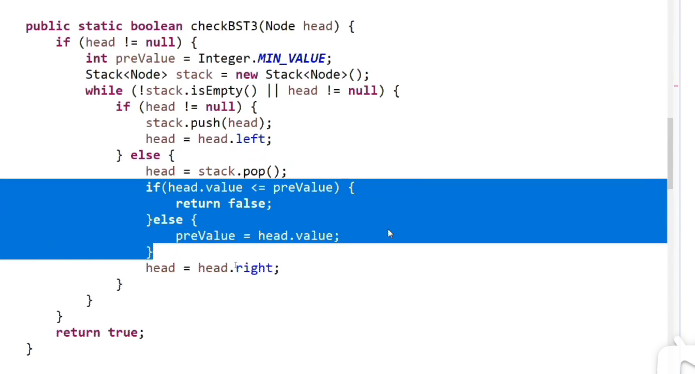 public static boolean checkBST3(Node head) {
if (head != null) {
int preValue = Integer.MIN_VALUE;
Stack<Node> stack = new Stack<Node>();
while (!stack.isEmpty() || head != null) {
if (head != null) {
stack.push(head);
head = head.left;
} else {
head = stack.pop();
if(head.value <= preValue) {
return false;
}else {
preValue = head.value;
}
head = head.right;
}
}
}
return true;
}